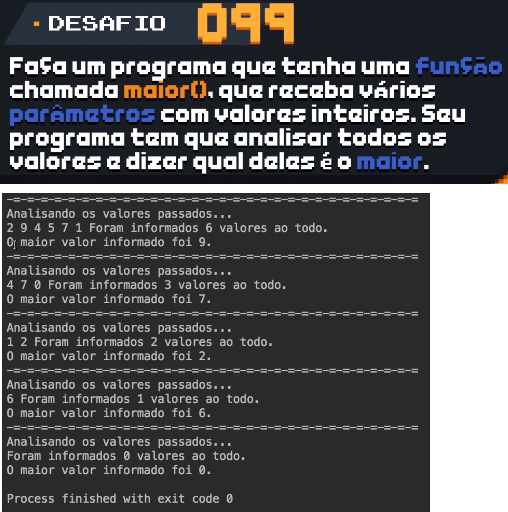 DESAFIO 099
Faça um programa que tenha uma função
chamada maior(), que receba vários
parâmetros com valores inteiros. Seu
programa tem que analisar todos os
valores e dizer qual deles é o maior.
-=-=-=-=-=-=-=-=-=-=-=-=-=-=-=-=-=-=-=-=-=-=-=-=-=-=-=-=-=-=
Analisando os valores passados...
2 9 4 5 7 1 Foram informados 6 valores ao todo.
O maior valor informado foi 9.
-=-=-=-=-=-=-=-=-=-=-=-=-=-=-=-=-=-=-=-=-=-=-=-=-=-=-=-=-=-=
Analisando os valores passados...
4 7 0 Foram informados 3 valores ao todo.
O maior valor informado foi 7.
-=-=-=-=-=-=-=-=-=-=-=-=-=-=-=-=-=-=-=-=-=-=-=-=-=-=-=-=-=-=
Analisando os valores passados...
1 2 Foram informados 2 valores ao todo.
O maior valor informado foi 2.
-=-=-=-=-=-=-=-=-=-=-=-=-=-=-=-=-=-=-=-=-=-=-=-=-=-=-=-=-=-=
Analisando os valores passados...
6 Foram informados 1 valores ao todo.
O maior valor informado foi 6.
-=-=-=-=-=-=-=-=-=-=-=-=-=-=-=-=-=-=-=-=-=-=-=-=-=-=-=-=-=-=
Analisando os valores passados...
Foram informados 0 valores ao todo.
O maior valor informado foi 0.
Process finished with exit code 0